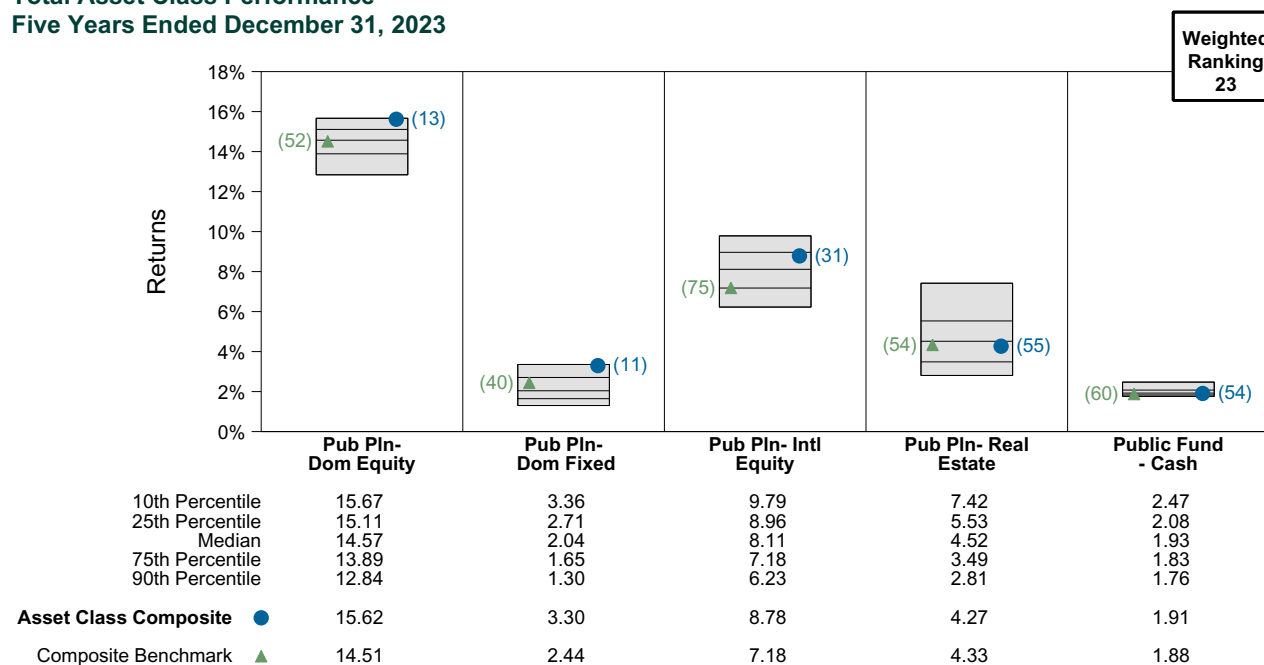 Total Asset Class Performance
Five Years Ended December 31, 2023
Weighted
Ranking
23
Returns
18%
16%
14%
12%
10%
8%
6%
4%
2%
0%
(52) (13)
(40) (11)
(75) (31)
(54) (55)
(60) (54)
Pub Pln- Dom Equity
Pub Pln- Dom Fixed
Pub Pln- Intl Equity
Pub Pln- Real Estate
Public Fund - Cash
10th Percentile 15.67 3.36 9.79 7.42 2.47
25th Percentile 15.11 2.71 8.96 5.53 2.08
Median 14.57 2.04 8.11 4.52 1.93
75th Percentile 13.89 1.65 7.18 3.49 1.83
90th Percentile 12.84 1.30 6.23 2.81 1.76
Asset Class Composite 15.62 3.30 8.78 4.27 1.91
Composite Benchmark 14.51 2.44 7.18 4.33 1.88